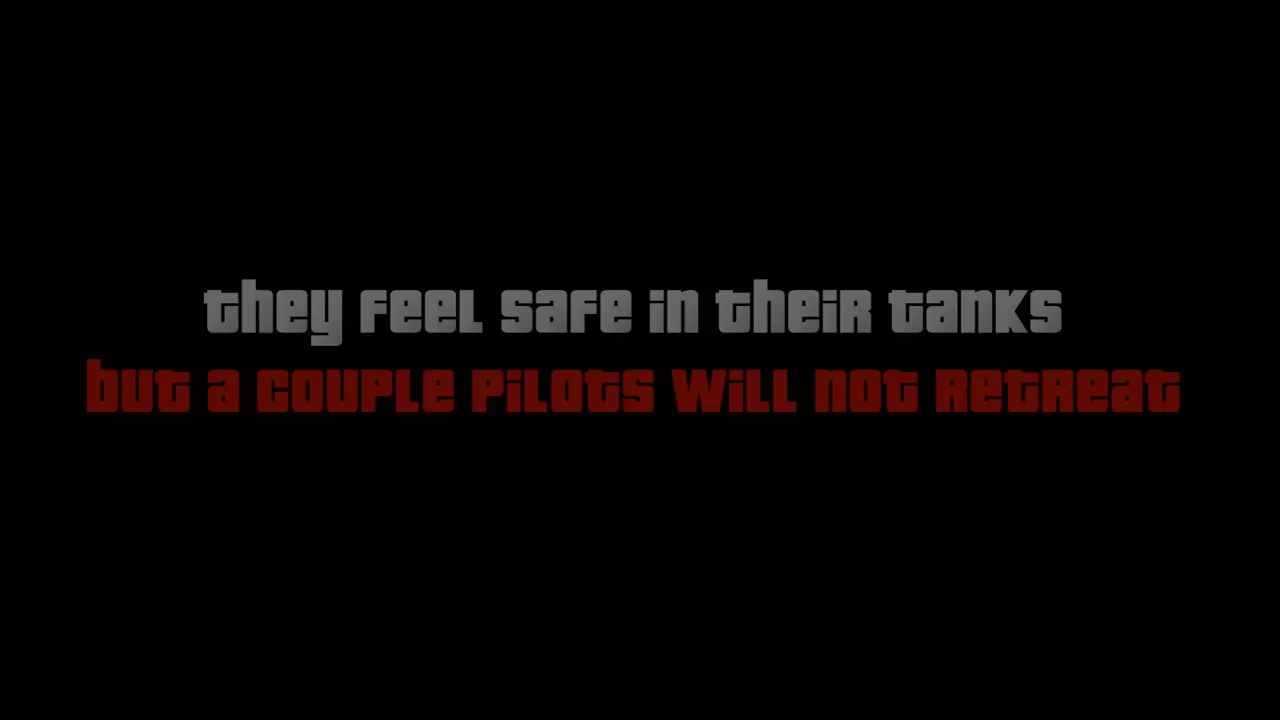 they feel safe in their tanks
but a couple pilots will not retreat